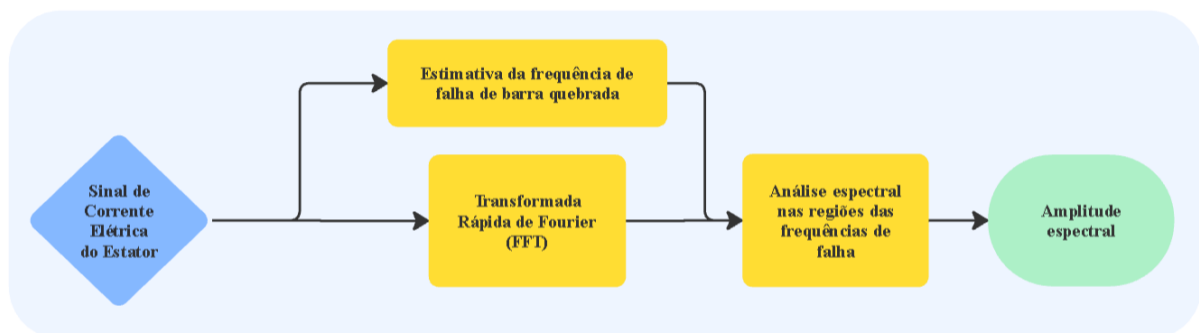 Sinal de
Corrente
Elétrica
do Estator
Estimativa da frequência de
falha de barra quebrada
Transformada
Rápida de Fourier
(FFT)
Análise espectral
nas regiões das
frequências de
falha
Amplitude
espectral